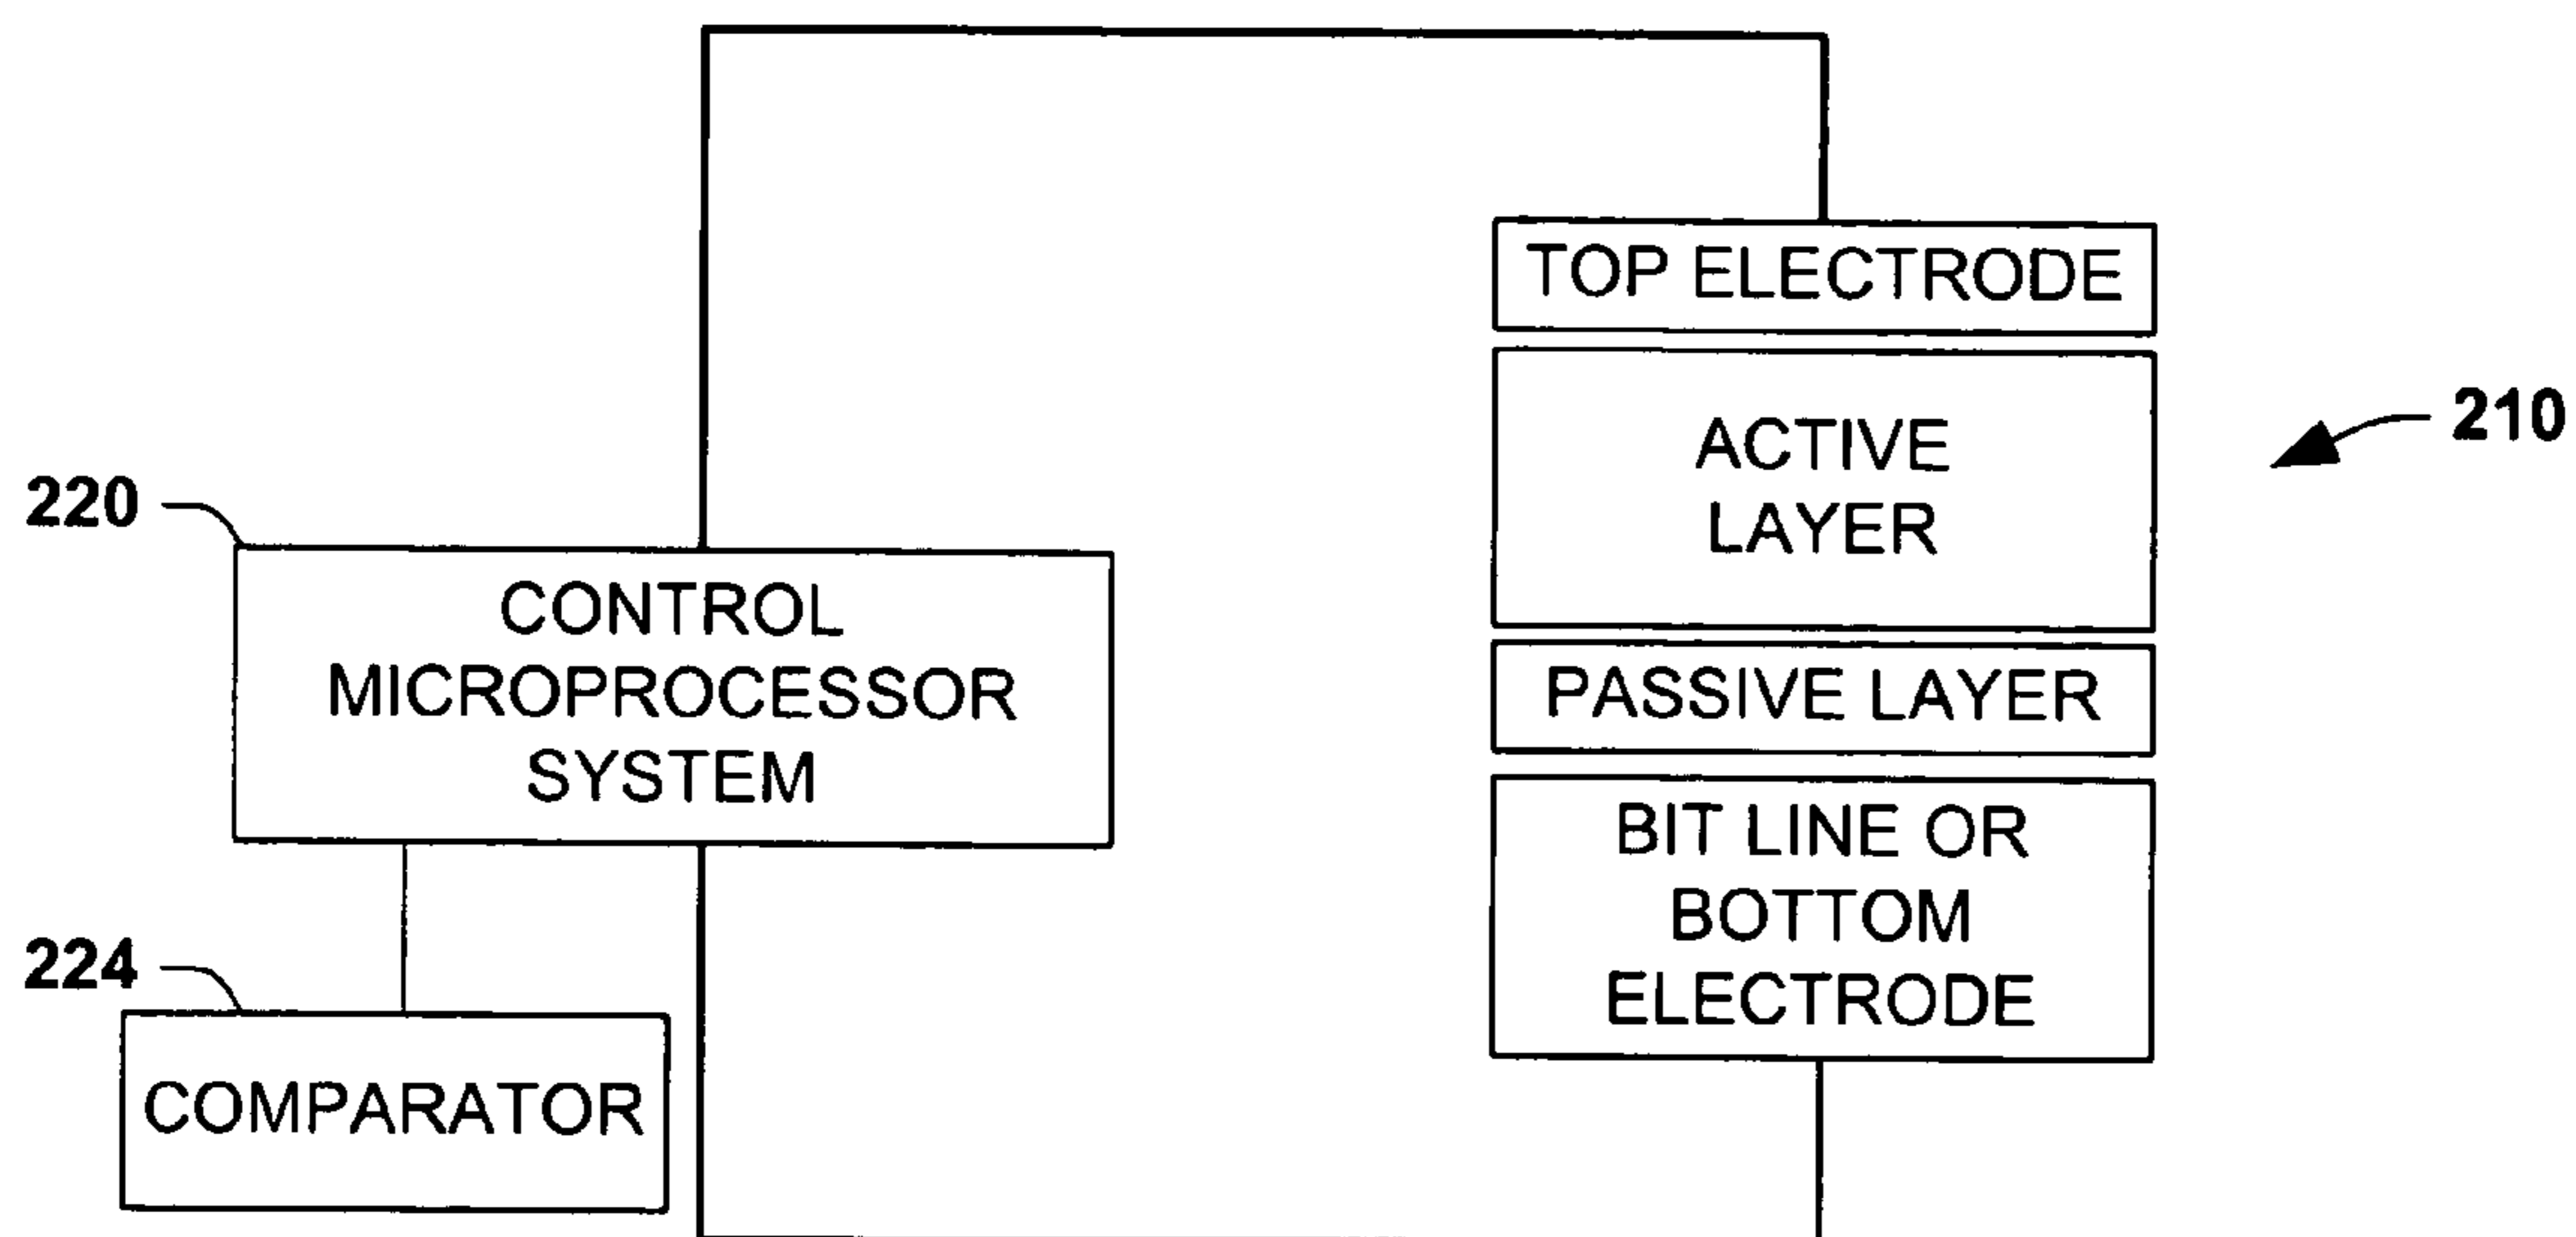 TOP ELECTRODE
ACTIVE
LAYER
210
220
CONTROL
MICROPROCESSOR
SYSTEM
PASSIVE LAYER
BIT LINE OR
BOTTOM
ELECTRODE
224
COMPARATOR